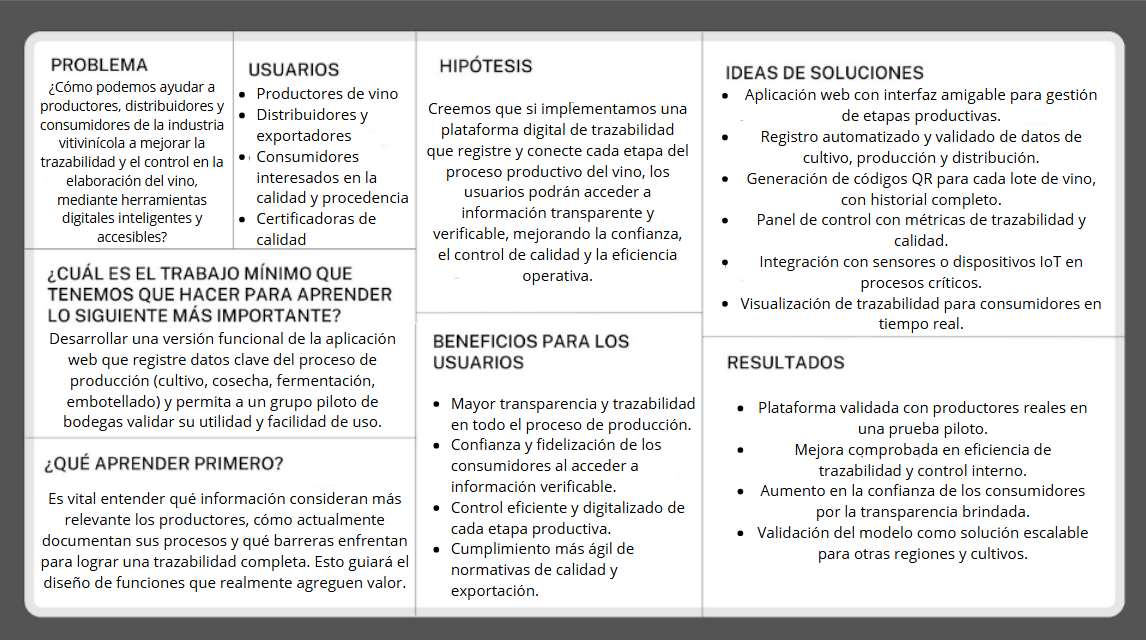 PROBLEMA
¿Cómo podemos ayudar a
productores, distribuidores y
consumidores de la industria
vitivinícola a mejorar la
trazabilidad y el control en la
elaboración del vino,
mediante herramientas
digitales inteligentes y
accesibles?
USUARIOS
• Productores de vino
• Distribuidores y
exportadores
• Consumidores
interesados en la
calidad y procedencia
• Certificadoras de
calidad
¿CUÁL ES EL TRABAJO MÍNIMO QUE
TENEMOS QUE HACER PARA APRENDER
LO SIGUIENTE MÁS IMPORTANTE?
Desarrollar una versión funcional de la aplicación
web que registre datos clave del proceso de
producción (cultivo, cosecha, fermentación,
embotellado) y permita a un grupo piloto de
bodegas validar su utilidad y facilidad de uso.
¿QUÉ APRENDER PRIMERO?
Es vital entender qué información consideran más
relevante los productores, cómo actualmente
documentan sus procesos y qué barreras enfrentan
para lograr una trazabilidad completa. Esto guiará el
diseño de funciones que realmente agreguen valor.
HIPÓTESIS
Creemos que si implementamos una
plataforma digital de trazabilidad
que registre y conecte cada etapa del
proceso productivo del vino, los
usuarios podrán acceder a
información transparente y
verificable, mejorando la confianza,
el control de calidad y la eficiencia
operativa.
BENEFICIOS PARA LOS
USUARIOS
• Mayor transparencia y trazabilidad
en todo el proceso de producción.
• Confianza y fidelización de los
consumidores al acceder a
información verificable.
• Control eficiente y digitalizado de
cada etapa productiva.
• Cumplimiento más ágil de
normativas de calidad y
exportación.
IDEAS DE SOLUCIONES
• Aplicación web con interfaz amigable para gestión
de etapas productivas.
• Registro automatizado y validado de datos de
cultivo, producción y distribución.
• Generación de códigos QR para cada lote de vino,
con historial completo.
• Panel de control con métricas de trazabilidad y
calidad.
• Integración con sensores o dispositivos IoT en
procesos críticos.
• Visualización de trazabilidad para consumidores en
tiempo real.
RESULTADOS
• Plataforma validada con productores reales en
una prueba piloto.
• Mejora comprobada en eficiencia de
trazabilidad y control interno.
• Aumento en la confianza de los consumidores
por la transparencia brindada.
• Validación del modelo como solución escalable
para otras regiones y cultivos.